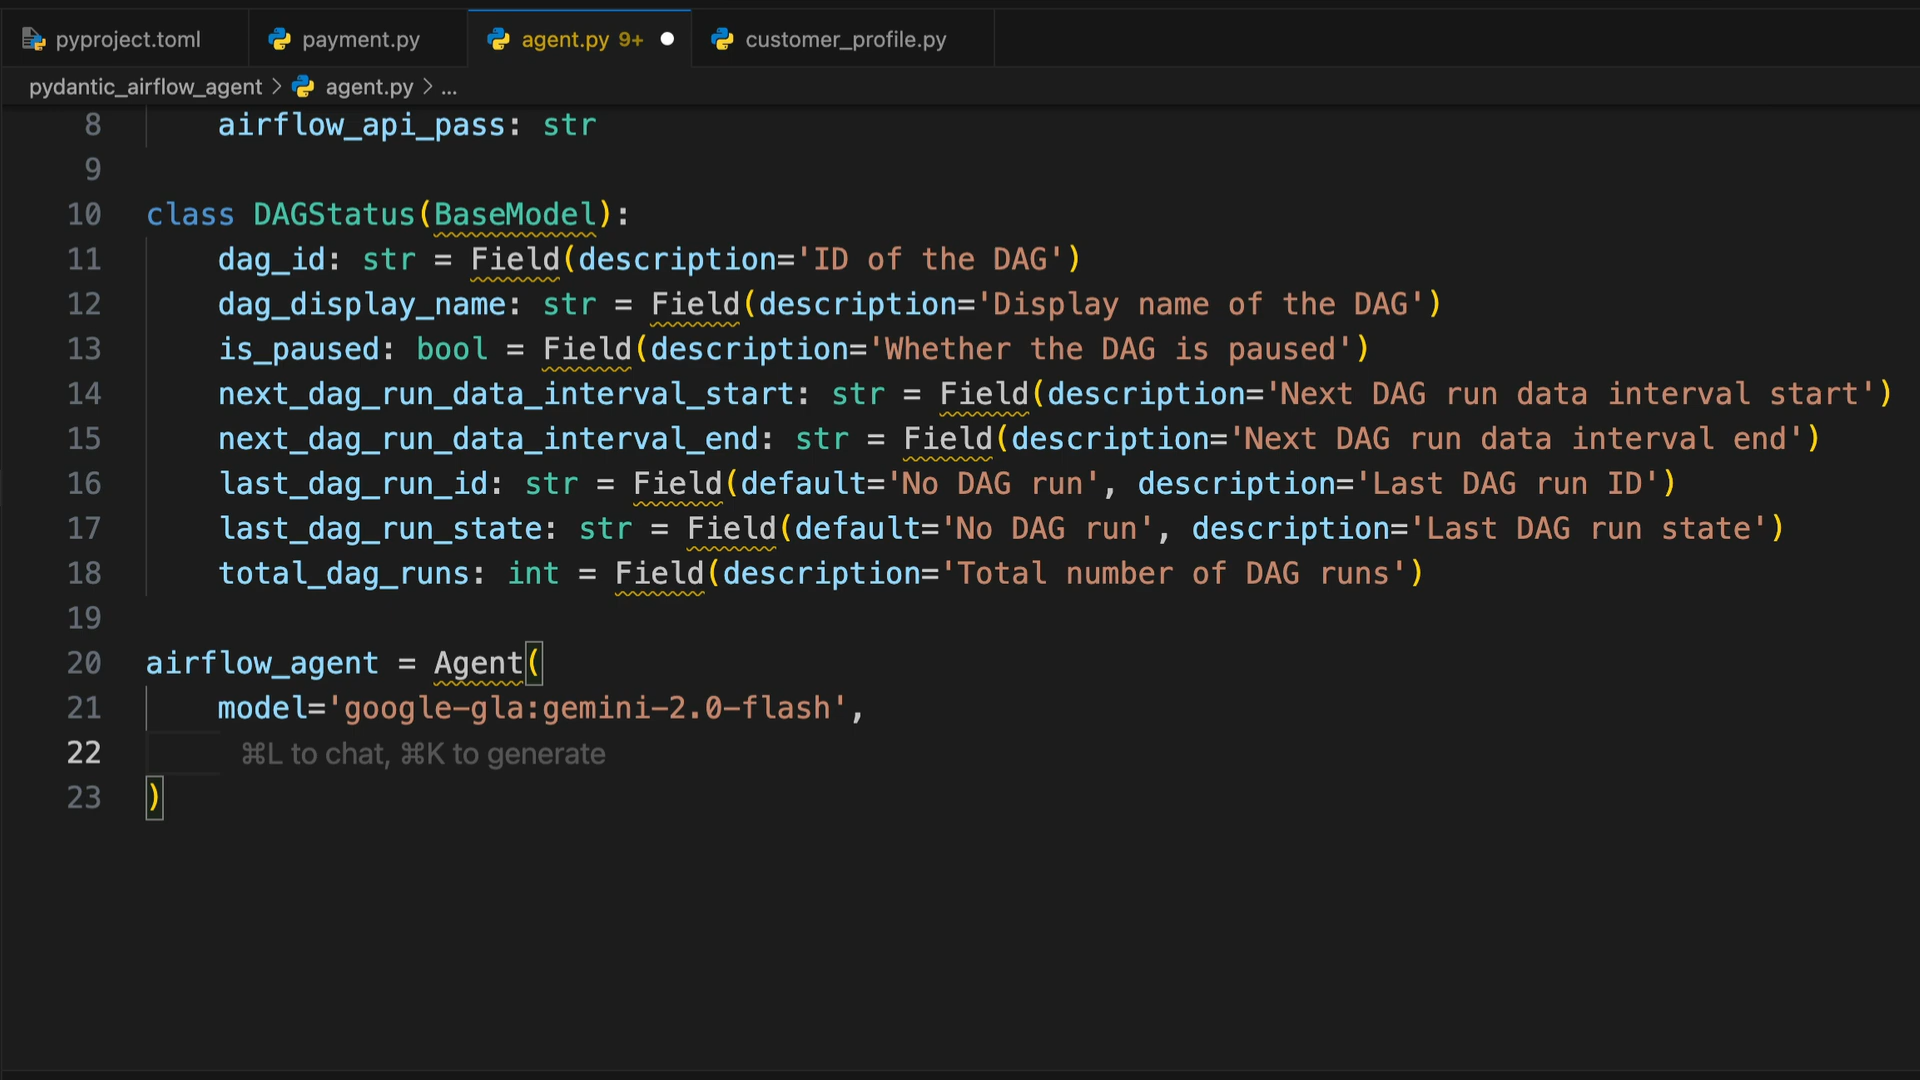 pyproject.toml payment.py agent.py 9+ customer_profile.py
pydantic_airflow_agent > agent.py > ...
8 airflow_api_pass: str
9
10 class DAGStatus(BaseModel):
11 dag_id: str = Field(description='ID of the DAG')
12 dag_display_name: str = Field(description='Display name of the DAG')
13 is_paused: bool = Field(description='Whether the DAG is paused')
14 next_dag_run_data_interval_start: str = Field(description='Next DAG run data interval start')
15 next_dag_run_data_interval_end: str = Field(description='Next DAG run data interval end')
16 last_dag_run_id: str = Field(default='No DAG run', description='Last DAG run ID')
17 last_dag_run_state: str = Field(default='No DAG run', description='Last DAG run state')
18 total_dag_runs: int = Field(description='Total number of DAG runs')
19
20 airflow_agent = Agent(
21 model='google-gla:gemini-2.0-flash',
22 ⌘L to chat, ⌘K to generate
23 )